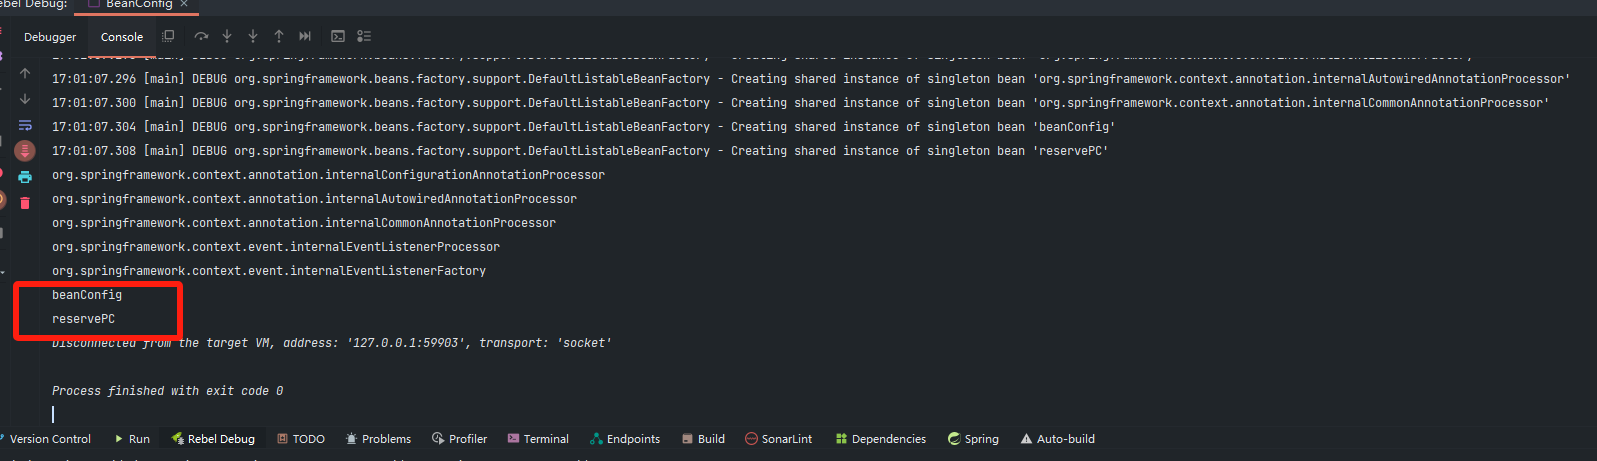 ebel Debug: BeanConfig
Debugger Console
17:01:07.296 [main] DEBUG org.springframework.beans.factory.support.DefaultListableBeanFactory - Creating shared instance of singleton bean 'org.springframework.context.annotation.internalAutowiredAnnotationProcessor'
17:01:07.300 [main] DEBUG org.springframework.beans.factory.support.DefaultListableBeanFactory - Creating shared instance of singleton bean 'org.springframework.context.annotation.internalCommonAnnotationProcessor'
17:01:07.304 [main] DEBUG org.springframework.beans.factory.support.DefaultListableBeanFactory - Creating shared instance of singleton bean 'beanConfig'
17:01:07.308 [main] DEBUG org.springframework.beans.factory.support.DefaultListableBeanFactory - Creating shared instance of singleton bean 'reservePC'
org.springframework.context.annotation.internalConfigurationAnnotationProcessor
org.springframework.context.annotation.internalAutowiredAnnotationProcessor
org.springframework.context.annotation.internalCommonAnnotationProcessor
org.springframework.context.event.internalEventListenerProcessor
org.springframework.context.event.internalEventListenerFactory
beanConfig
reservePC
Disconnected from the target VM, address: '127.0.0.1:59903', transport: 'socket'
Process finished with exit code 0
Version Control Run Rebel Debug TODO Problems Profiler Terminal Endpoints Build SonarLint Dependencies Spring Auto-build